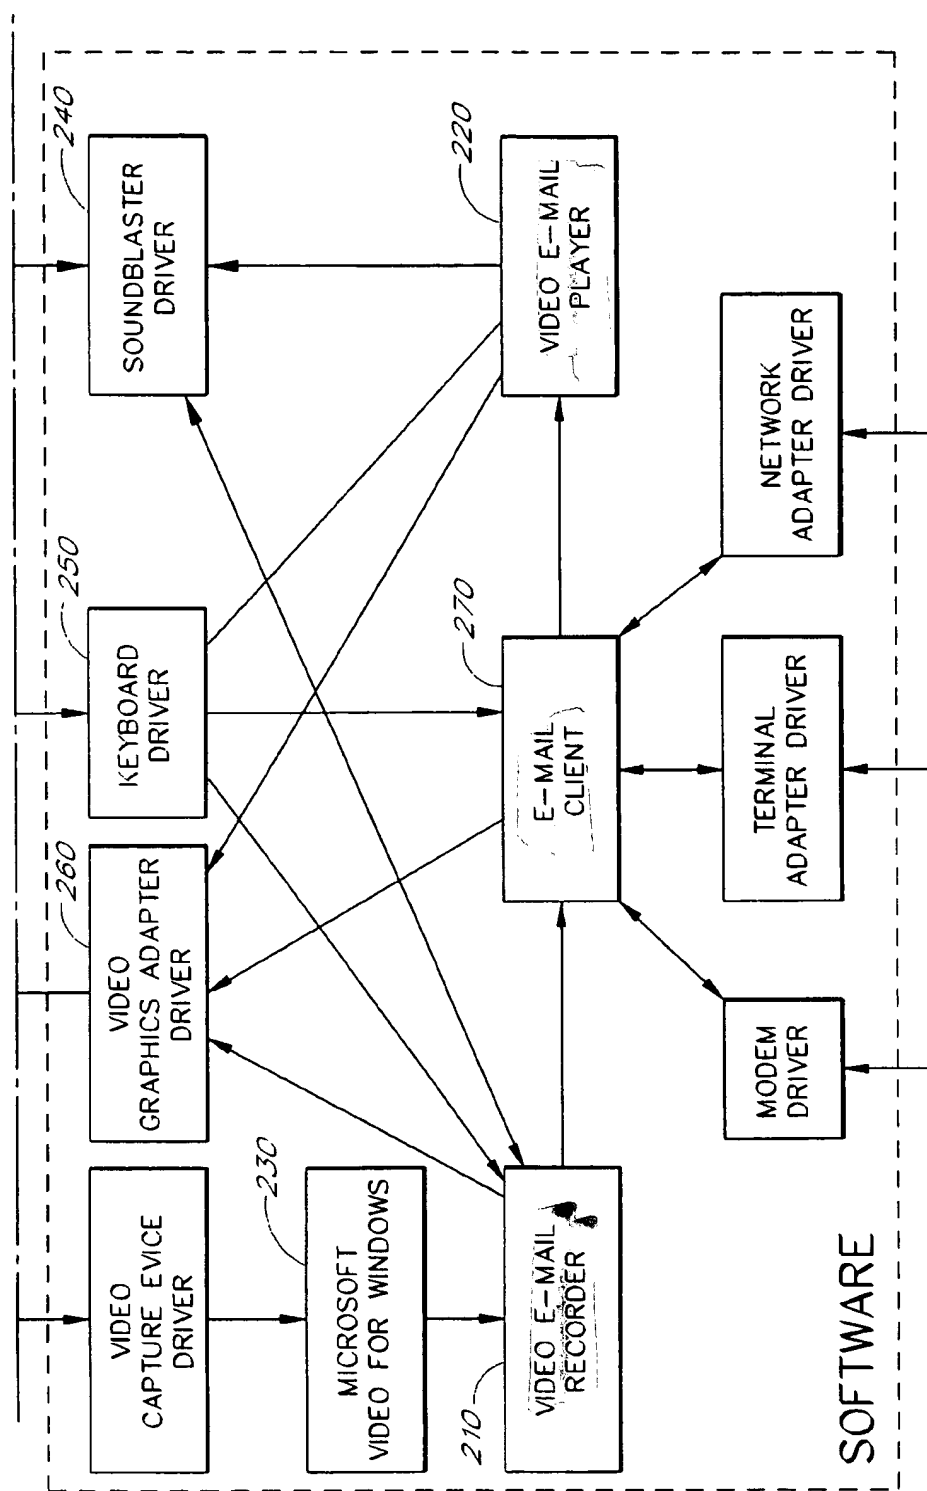 VIDEO
CAPTURE EVICE
DRIVER
260
VIDEO
GRAPHICS ADAPTER
DRIVER
250
KEYBOARD
DRIVER
240
SOUNDBLASTER
DRIVER
230
MICROSOFT
VIDEO FOR WINDOWS
210
VIDEO E-MAIL
RECORDER
270
E-MAIL
CLIENT
220
VIDEO E-MAIL
PLAYER
MODEM
DRIVER
TERMINAL
ADAPTER DRIVER
NETWORK
ADAPTER DRIVER
SOFTWARE